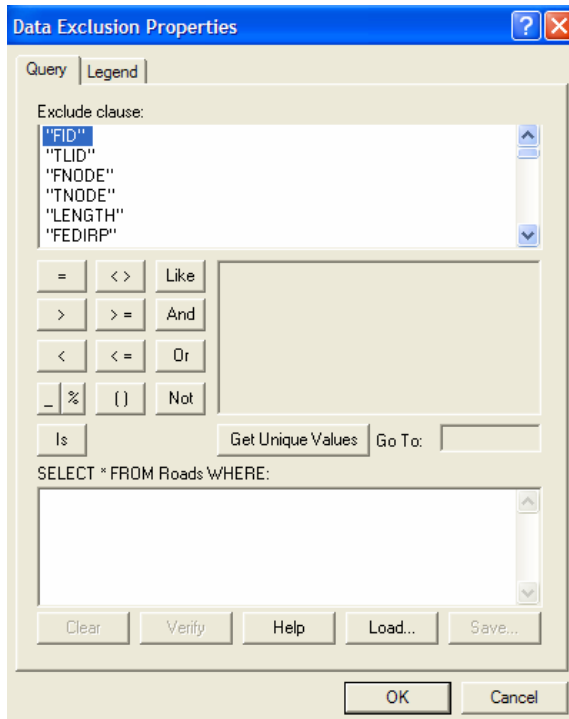 Data Exclusion Properties
Query Legend
Exclude clause:
"FID"
"TLID"
"FNODE"
"TNODE"
"LENGTH"
"FEDIRP"
= < > Like
> > = And
< < = Or
_ % ( ) Not
Is Get Unique Values Go To:
SELECT * FROM Roads WHERE:
Clear Verify Help Load... Save...
OK Cancel